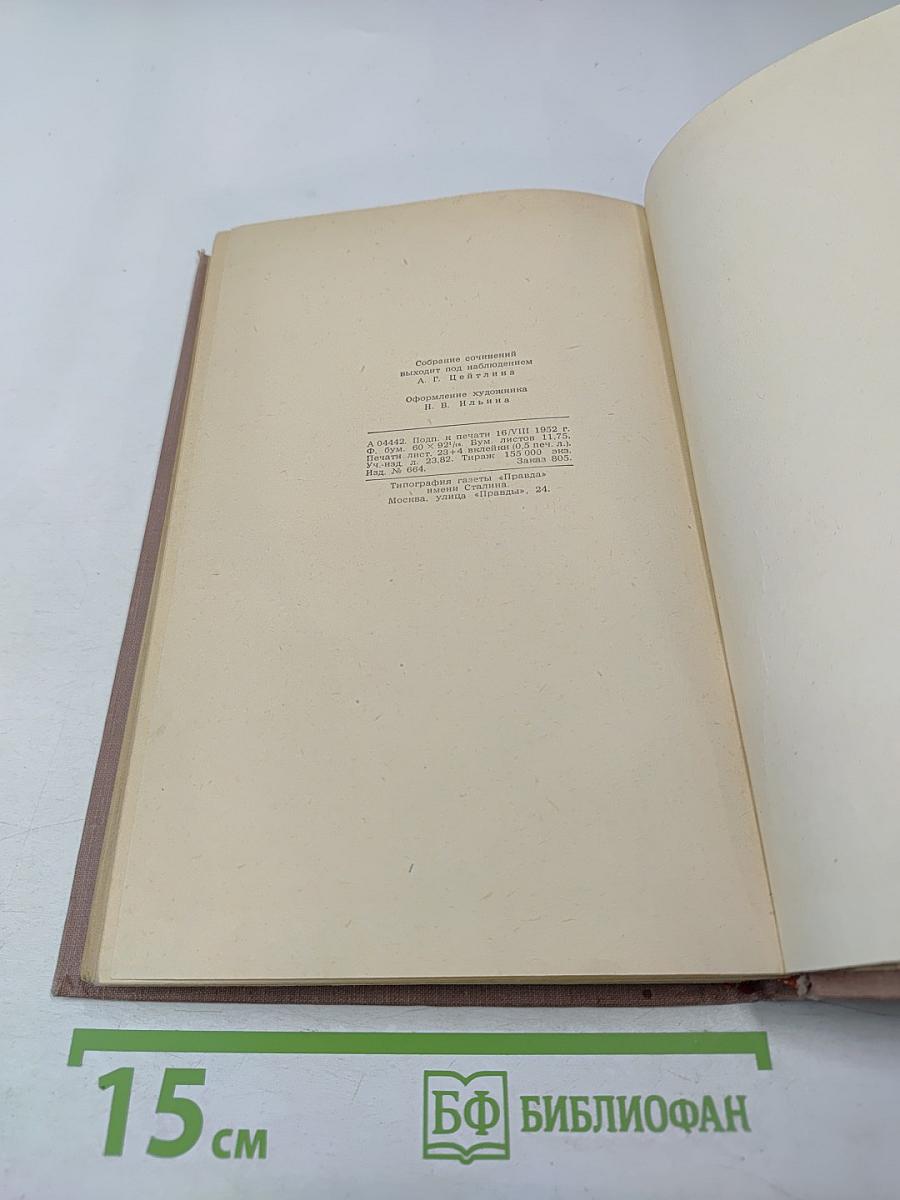 Собрание сочинений
выходит под наблюдением
А. Г. Цейтлина
Оформление художника
Н. В. Ильина
А 04442. Подп. к печати 16/VIII 1952 г.
Ф. бум. 60 × 92¹/₁₆. Бум. листов 11,75.
Печатн лист. 23+4 вклейки (0,5 печ. л.).
Уч.-изд. л. 23,82. Тираж 155 000 экз.
Изд. № 664. Заказ 805.
Типография газеты «Правда»
имени Сталина.
Москва, улица «Правды», 24.
15 см
БФ БИБЛИОФАН